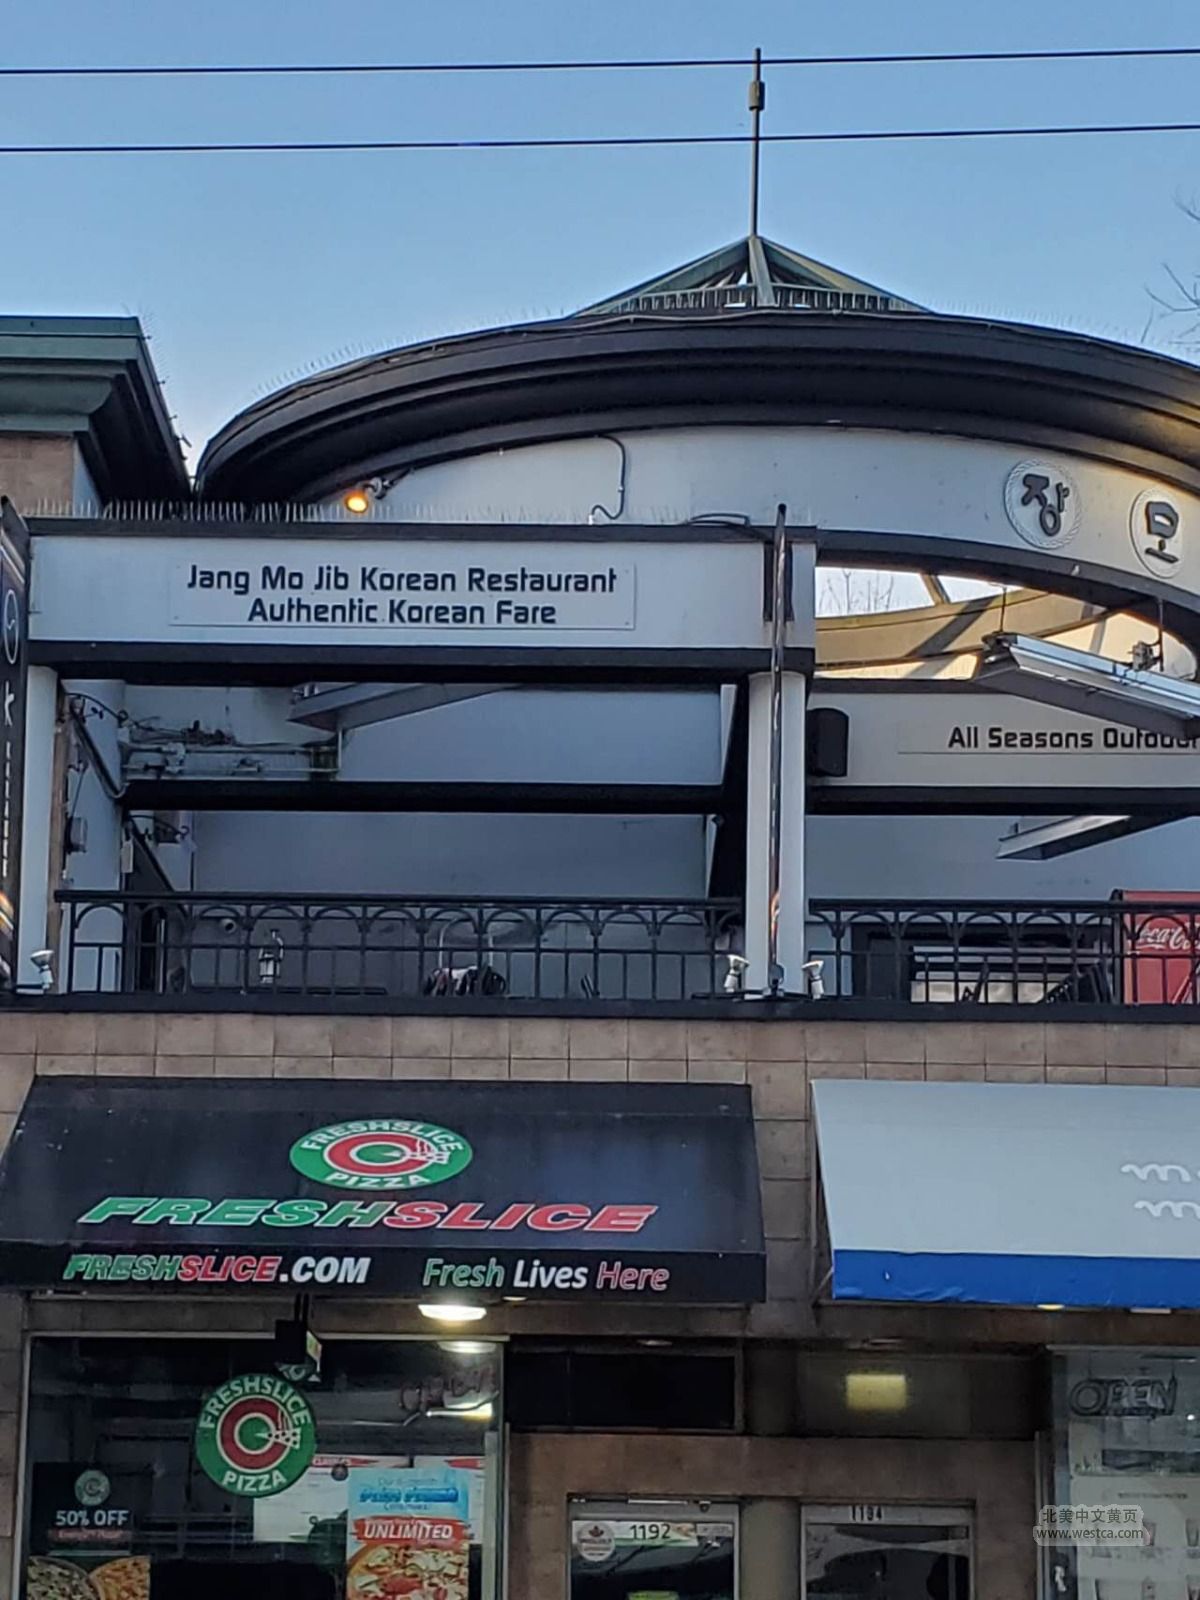 장 모
Jang Mo Jib Korean Restaurant
Authentic Korean Fare
All Seasons Outdoor
Coca-Co
FRESHSLICE
PIZZA
FRESHSLICE
FRESHSLICE.COM Fresh Lives Here
FRESHSLICE
PIZZA
OPEN
50% OFF
UNLIMITED
1192
1194
北美中文黄页
www.westca.com